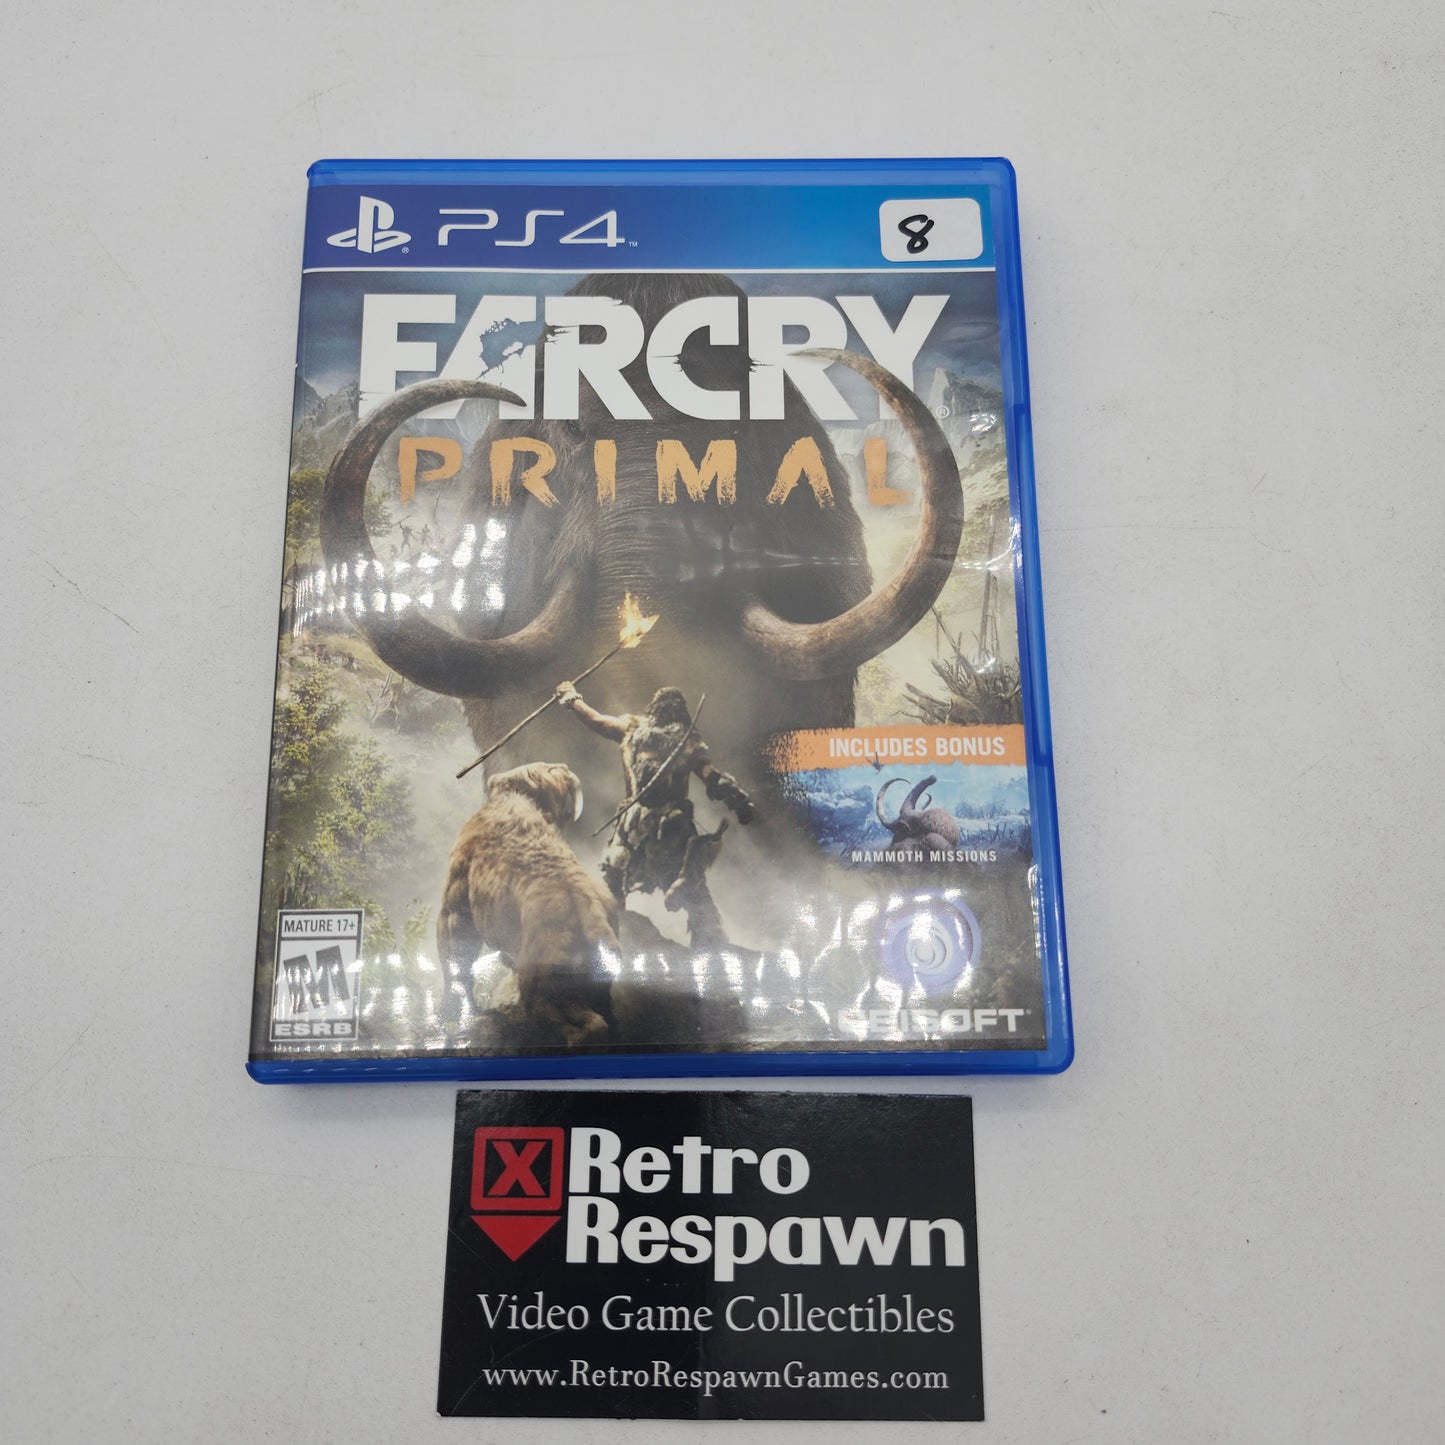 PS4™
8
FARCRY®
PRIMAL
INCLUDES BONUS
MAMMOTH MISSIONS
MATURE 17+
M
ESRB
UBISOFT®
Retro
Respawn
Video Game Collectibles
www.RetroRespawnGames.com